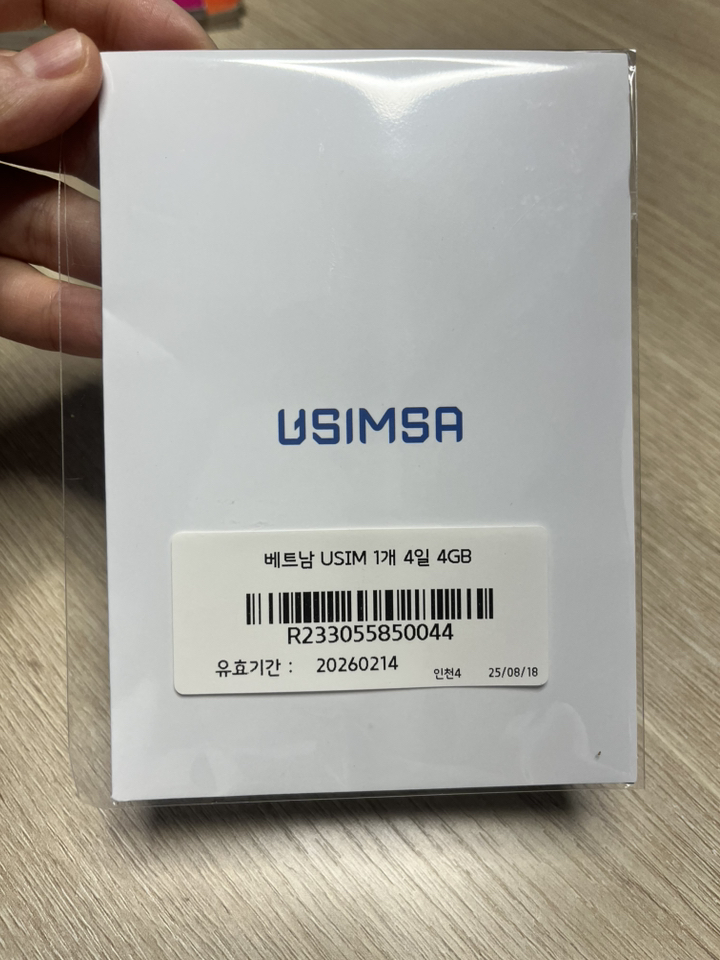 USIMSA
베트남 USIM 1개 4일 4GB
R233055850044
유효기간 : 20260214
인천4 25/08/18